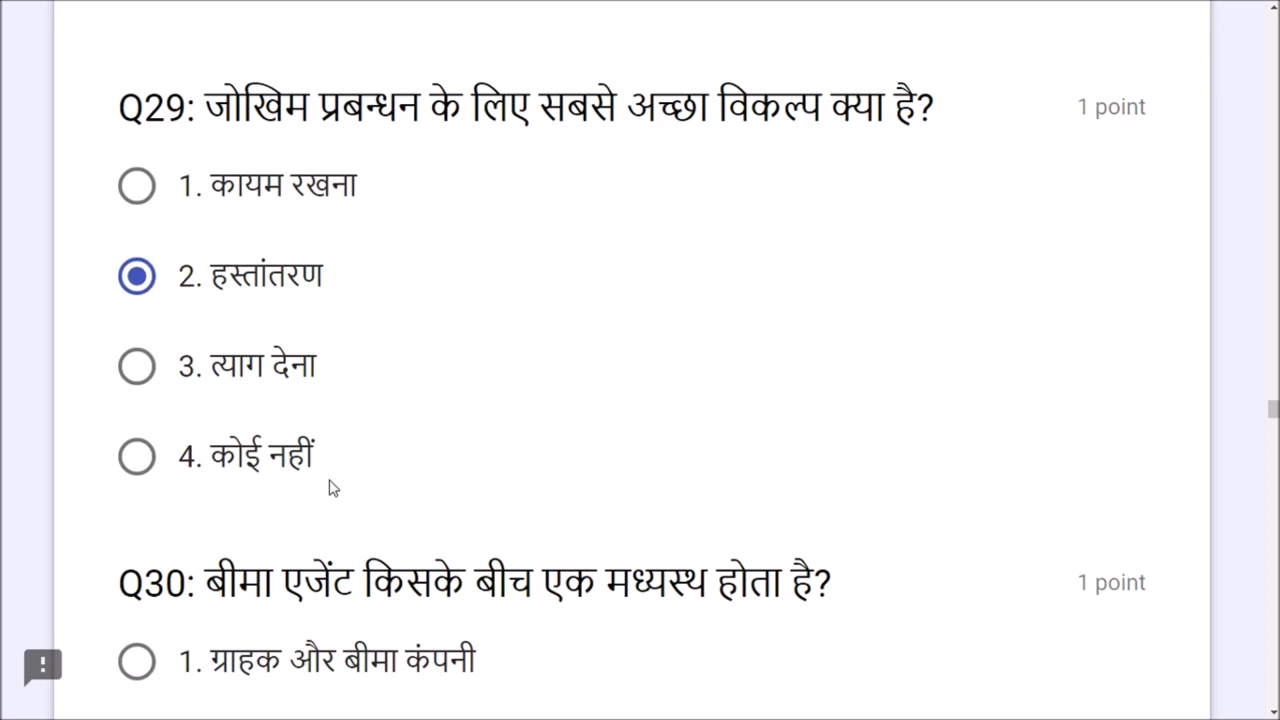 Q29: जोखिम प्रबन्धन के लिए सबसे अच्छा विकल्प क्या है?
1 point
1. कायम रखना
2. हस्तांतरण
3. त्याग देना
4. कोई नहीं
Q30: बीमा एजेंट किसके बीच एक मध्यस्थ होता है?
1 point
1. ग्राहक और बीमा कंपनी